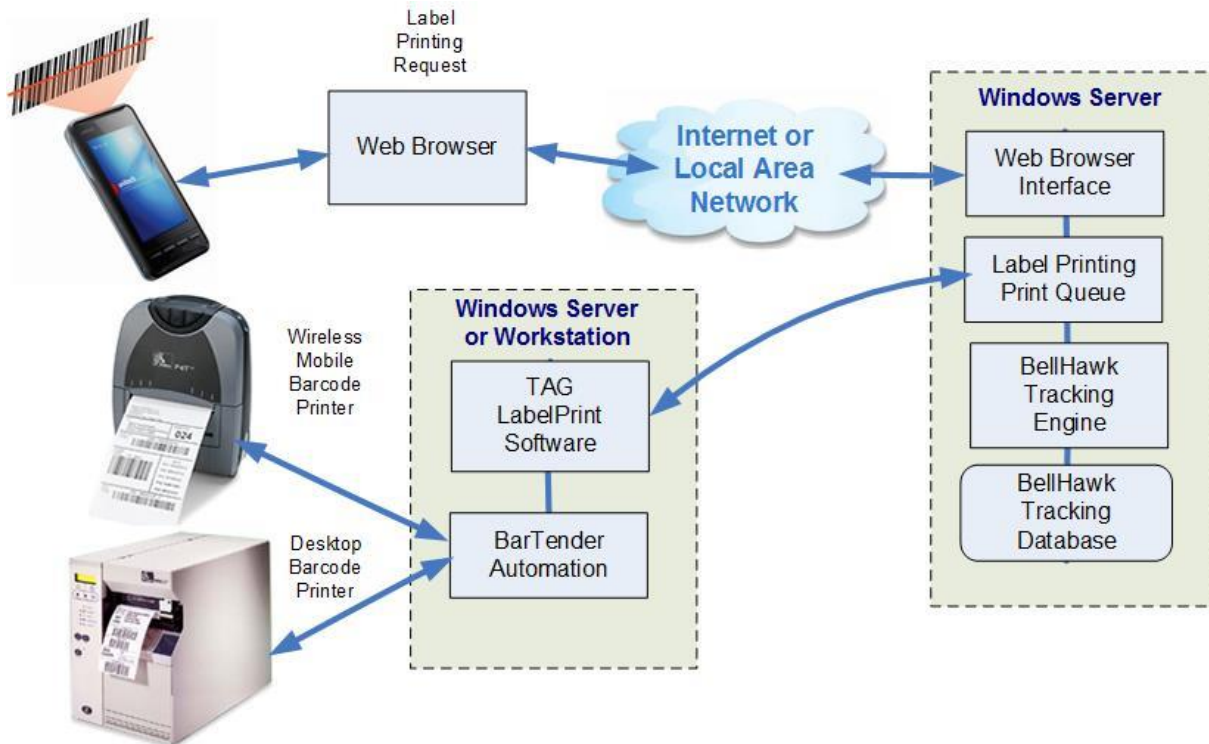 Label
Printing
Request
Web Browser
Internet or
Local Area
Network
Windows Server
Web Browser
Interface
Label Printing
Print Queue
BellHawk
Tracking
Engine
BellHawk
Tracking
Database
Windows Server
or Workstation
TAG
LabelPrint
Software
BarTender
Automation
Wireless
Mobile
Barcode
Printer
024
Desktop
Barcode
Printer